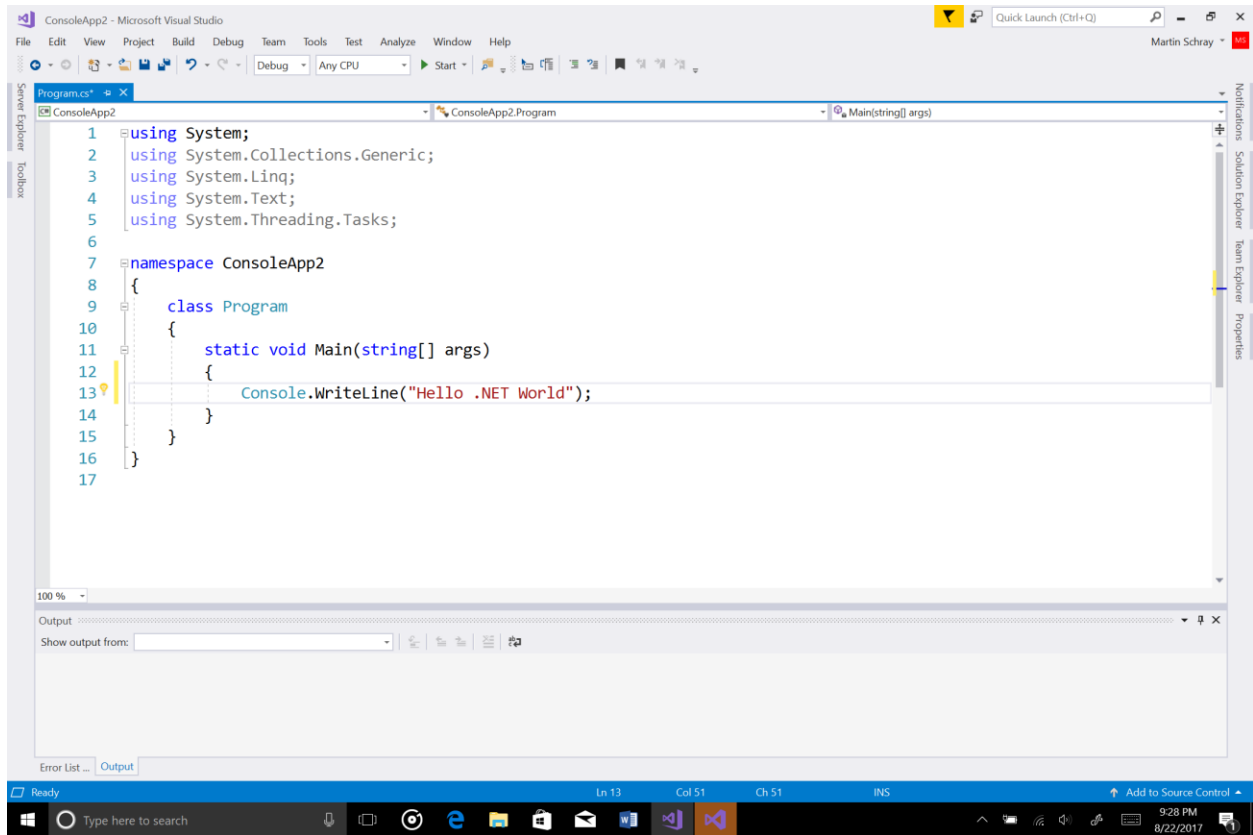 ConsoleApp2 - Microsoft Visual Studio
Quick Launch (Ctrl+Q)
File Edit View Project Build Debug Team Tools Test Analyze Window Help
Martin Schray
MS
Debug
Any CPU
Start
Server Explorer
Toolbox
Program.cs*
ConsoleApp2
ConsoleApp2.Program
Main(string[] args)
1 using System;
2 using System.Collections.Generic;
3 using System.Linq;
4 using System.Text;
5 using System.Threading.Tasks;
6
7 namespace ConsoleApp2
8 {
9 class Program
10 {
11 static void Main(string[] args)
12 {
13 Console.WriteLine("Hello .NET World");
14 }
15 }
16 }
17
Notifications
Solution Explorer
Team Explorer
Properties
100 %
Output
Show output from:
Error List ... Output
Ready
Ln 13 Col 51 Ch 51 INS
Add to Source Control
Type here to search
9:28 PM
8/22/2017
1